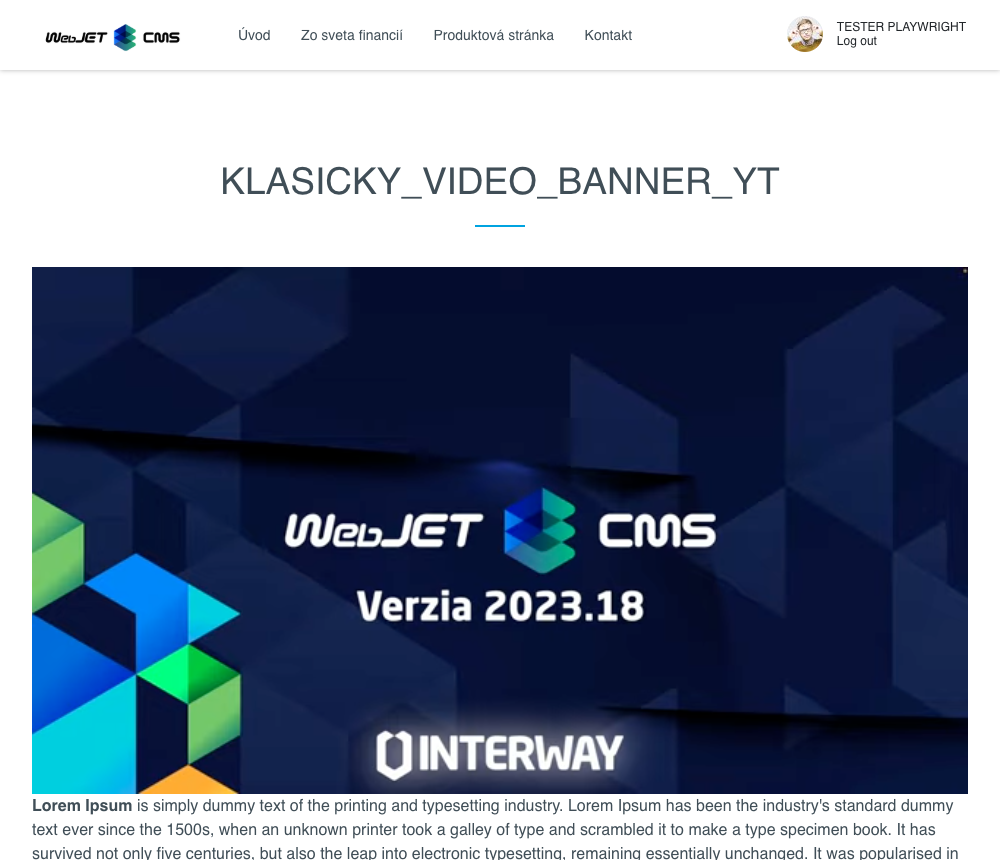 WebJET CMS
Úvod
Zo sveta financií
Produktová stránka
Kontakt
TESTER PLAYWRIGHT
Log out
KLASICKY_VIDEO_BANNER_YT
WebJET CMS
Verzia 2023.18
INTERWAY
Lorem Ipsum is simply dummy text of the printing and typesetting industry. Lorem Ipsum has been the industry's standard dummy
text ever since the 1500s, when an unknown printer took a galley of type and scrambled it to make a type specimen book. It has
survived not only five centuries, but also the leap into electronic typesetting, remaining essentially unchanged. It was popularised in